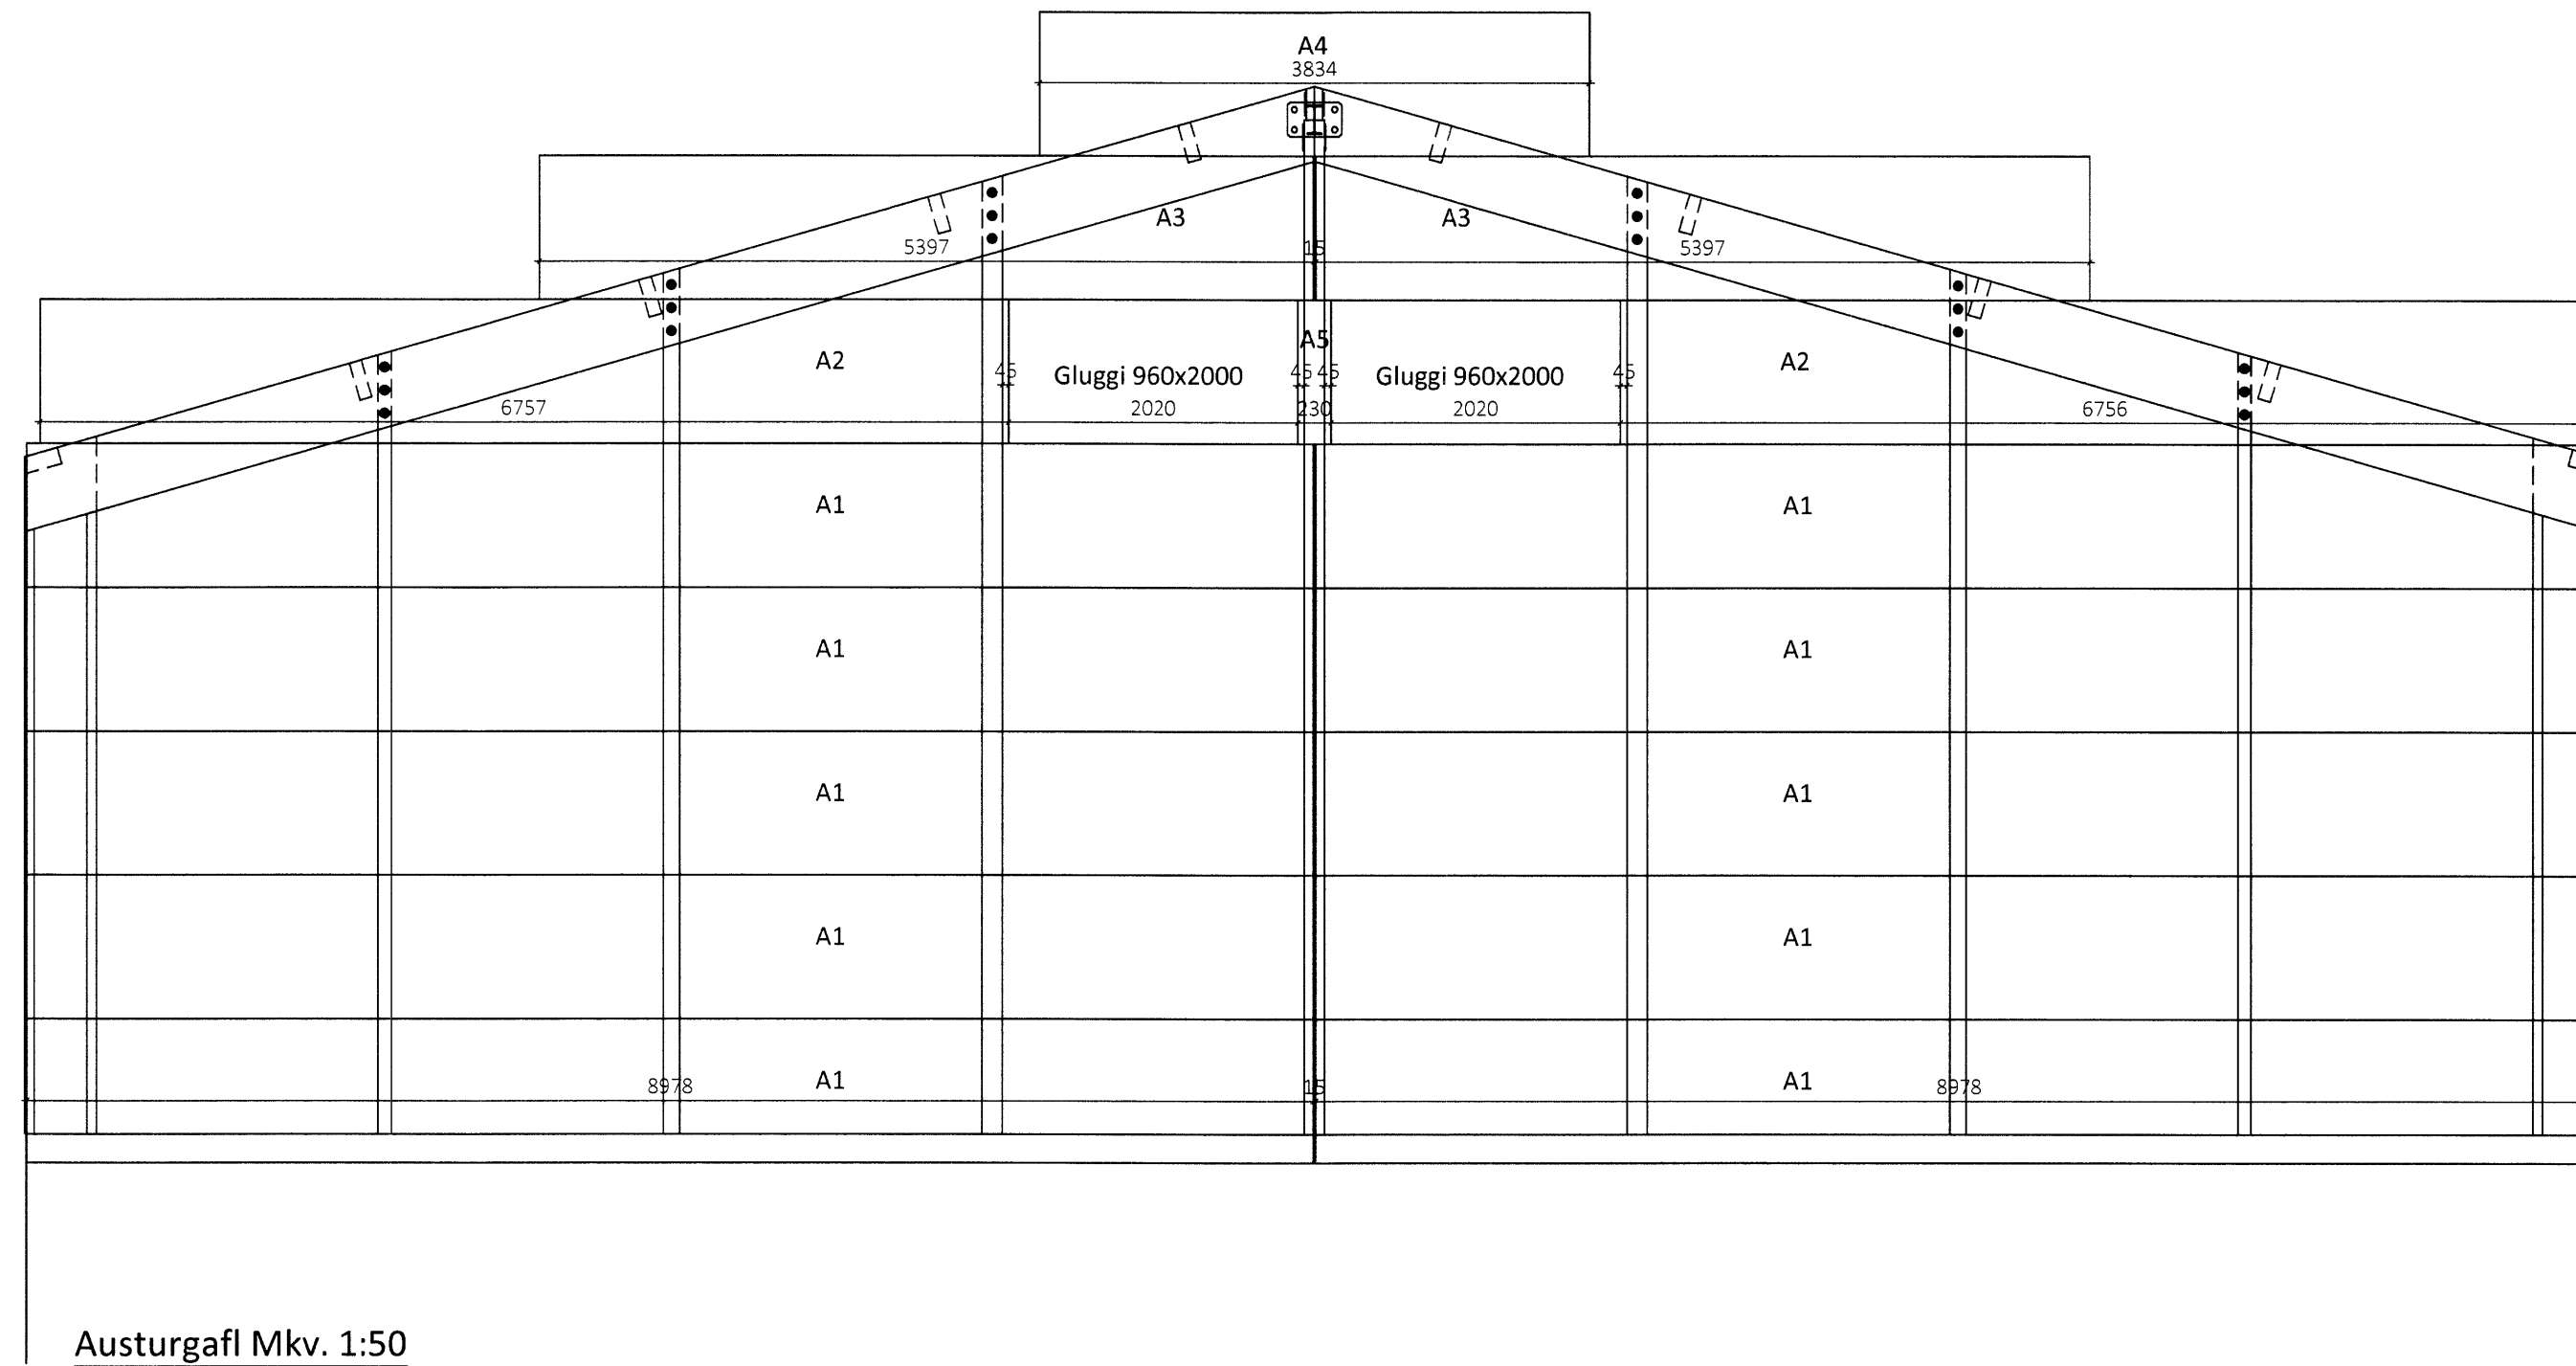 A4
3834
A3 A3
5397 15 5397
A5
A2 A2
45 Gluggi 960x2000 45 45 Gluggi 960x2000 45
6757 2020 230 2020 6756
A1 A1
A1 A1
A1 A1
A1 A1
A1 A1
8978 15 8978
Austurgafl Mkv. 1:50